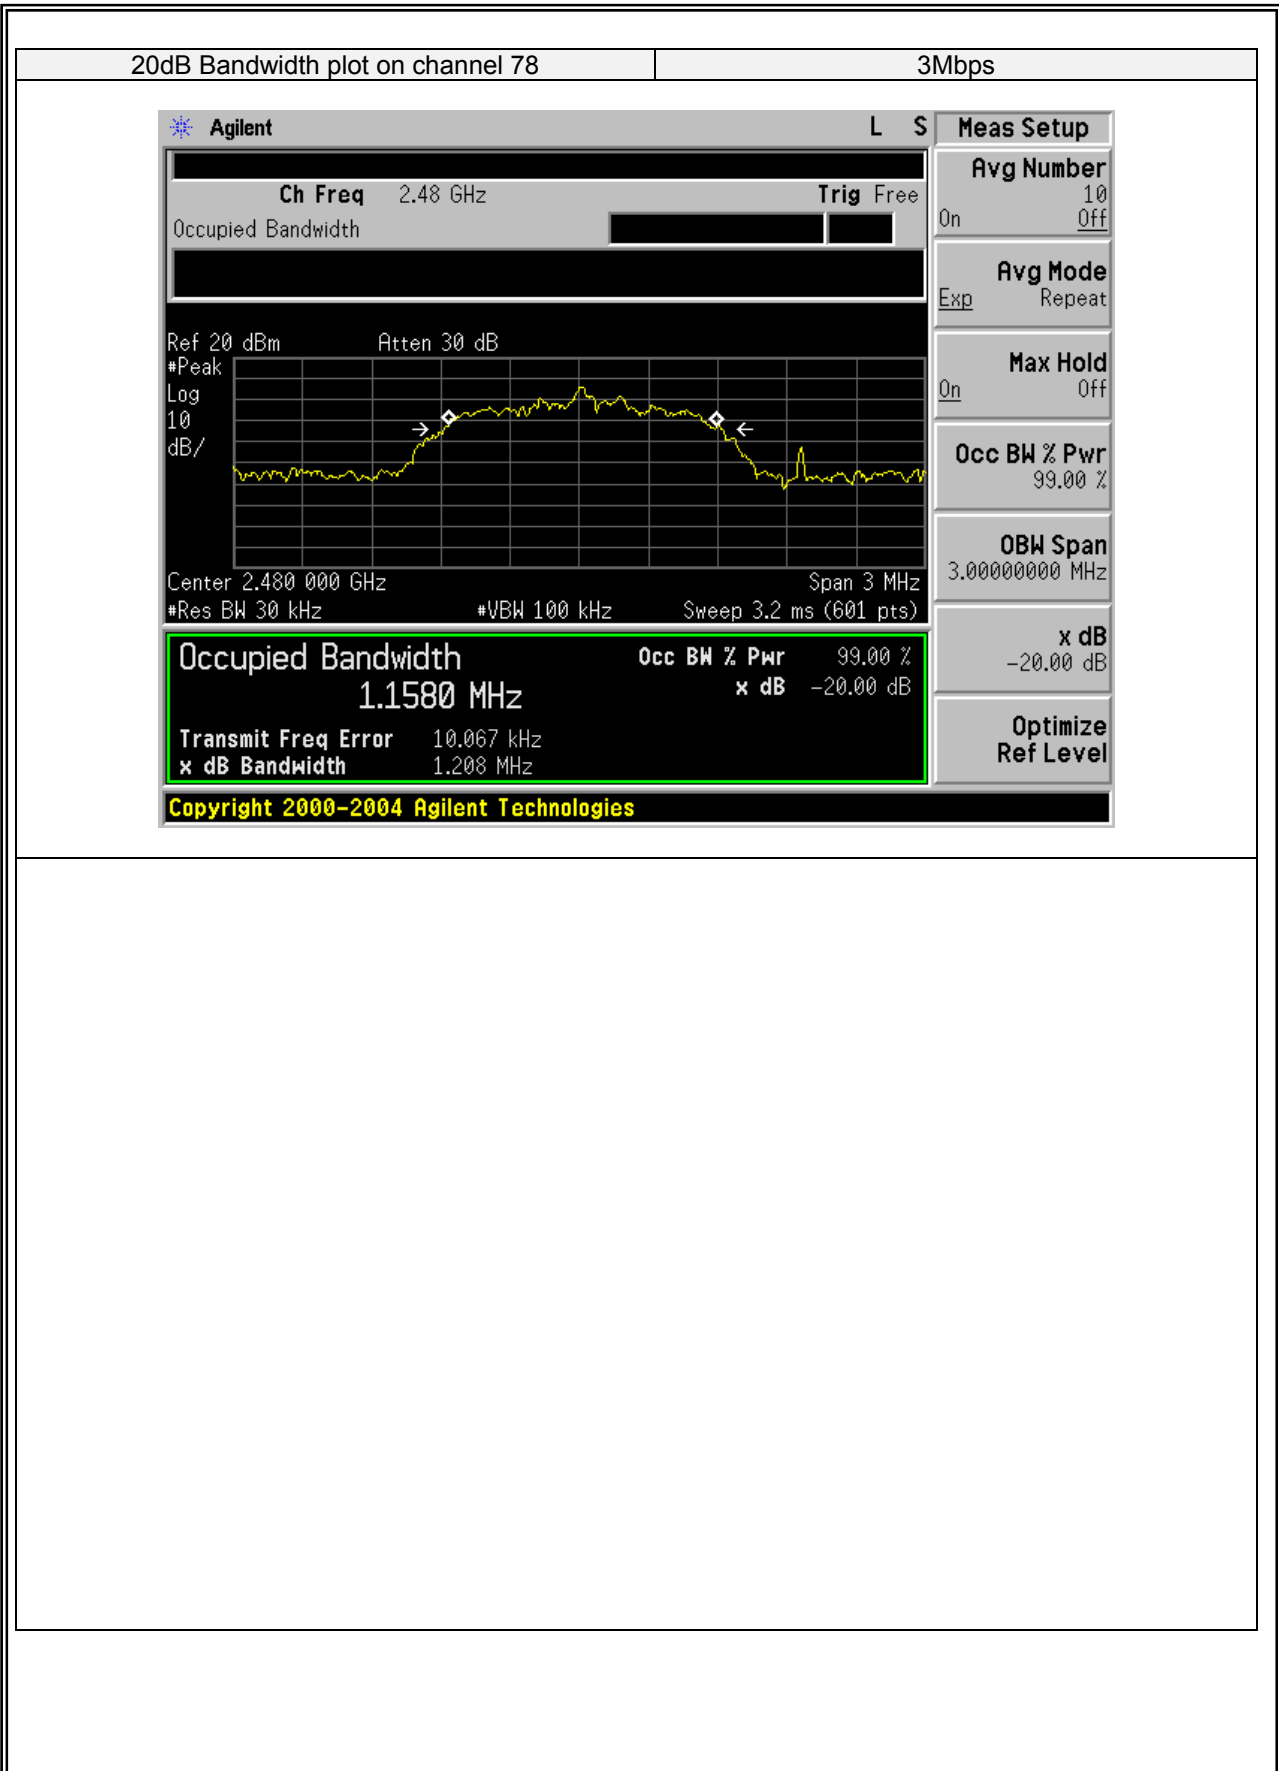 20dB Bandwidth plot on channel 78 3Mbps
Agilent L S Meas Setup
Ch Freq 2.48 GHz Trig Free
Occupied Bandwidth
Avg Number
10
On Off
Avg Mode
Exp Repeat
Max Hold
On Off
Occ BW % Pwr
99.00 %
OBW Span
3.00000000 MHz
x dB
-20.00 dB
Optimize
Ref Level
Ref 20 dBm Atten 30 dB
#Peak
Log
10
dB/
Center 2.480 000 GHz Span 3 MHz
#Res BW 30 kHz #VBW 100 kHz Sweep 3.2 ms (601 pts)
Occupied Bandwidth Occ BW % Pwr 99.00 %
1.1580 MHz x dB -20.00 dB
Transmit Freq Error 10.067 kHz
x dB Bandwidth 1.208 MHz
Copyright 2000-2004 Agilent Technologies